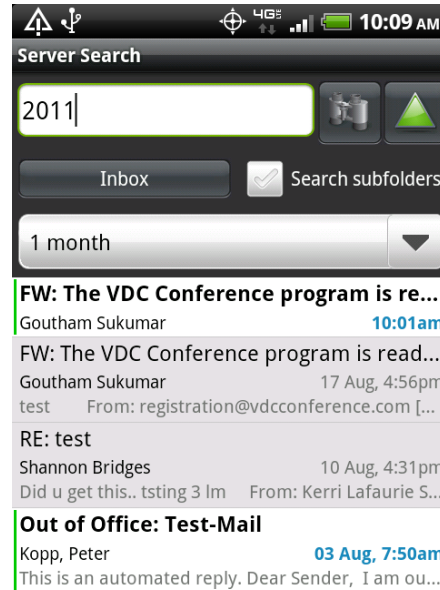 4G
10:09 AM
Server Search
2011
Inbox
Search subfolders
1 month
FW: The VDC Conference program is re...
Goutham Sukumar
10:01am
FW: The VDC Conference program is read...
Goutham Sukumar
17 Aug, 4:56pm
test From: registration@vdcconference.com [...
RE: test
Shannon Bridges
10 Aug, 4:31pm
Did u get this.. tsting 3 lm From: Kerri Lafaurie S...
Out of Office: Test-Mail
Kopp, Peter
03 Aug, 7:50am
This is an automated reply. Dear Sender, I am ou...